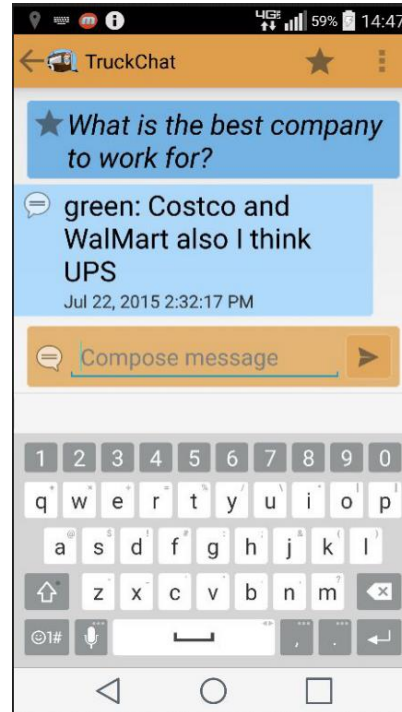 4GE 59% 14:47
TruckChat
What is the best company
to work for?
green: Costco and
WalMart also I think
UPS
Jul 22, 2015 2:32:17 PM
Compose message
1 2 3 4 5 6 7 8 9 0
q w e r t y u i o p
a s d f g h j k l
z x c v b n m
1# , .